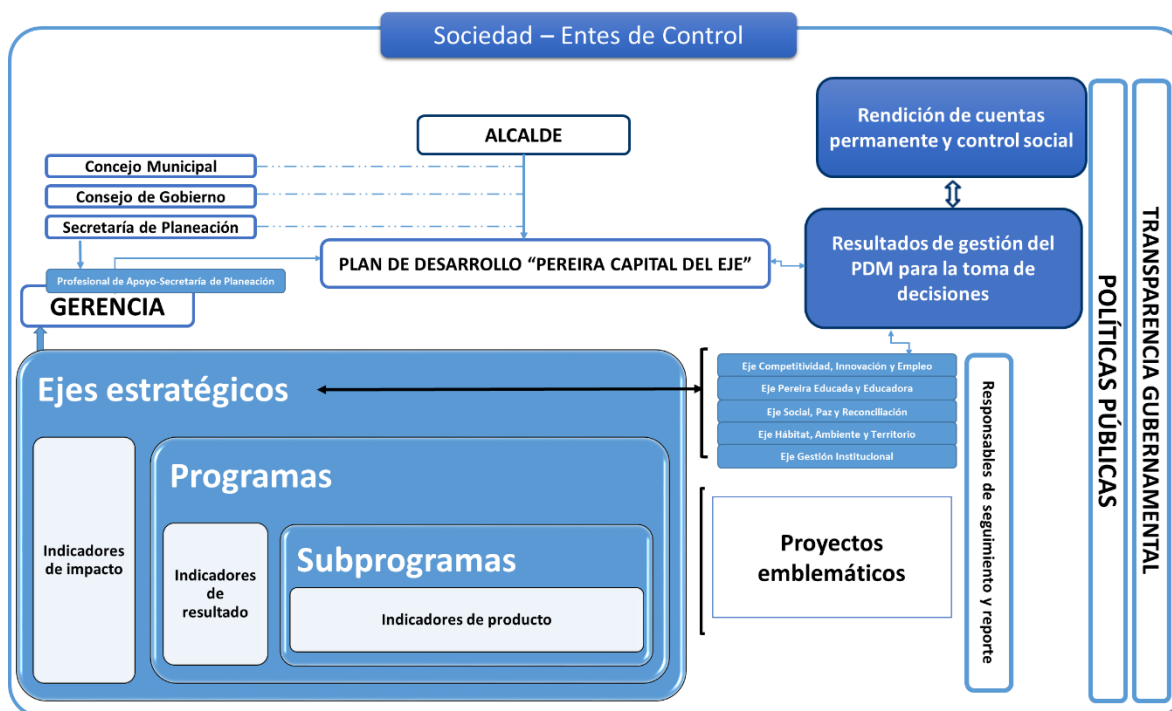 Sociedad – Entes de Control
ALCALDE
Concejo Municipal
Consejo de Gobierno
Secretaría de Planeación
Profesional de Apoyo-Secretaría de Planeación
GERENCIA
PLAN DE DESARROLLO “PEREIRA CAPITAL DEL EJE”
Rendición de cuentas
permanente y control social
Resultados de gestión del
PDM para la toma de
decisiones
Ejes estratégicos
Indicadores
de impacto
Programas
Indicadores
de
resultado
Subprogramas
Indicadores de producto
Eje Competitividad, Innovación y Empleo
Eje Pereira Educada y Educadora
Eje Social, Paz y Reconciliación
Eje Hábitat, Ambiente y Territorio
Eje Gestión Institucional
Proyectos
emblemáticos
Responsables de seguimiento y reporte
POLÍTICAS PÚBLICAS
TRANSPARENCIA GUBERNAMENTAL